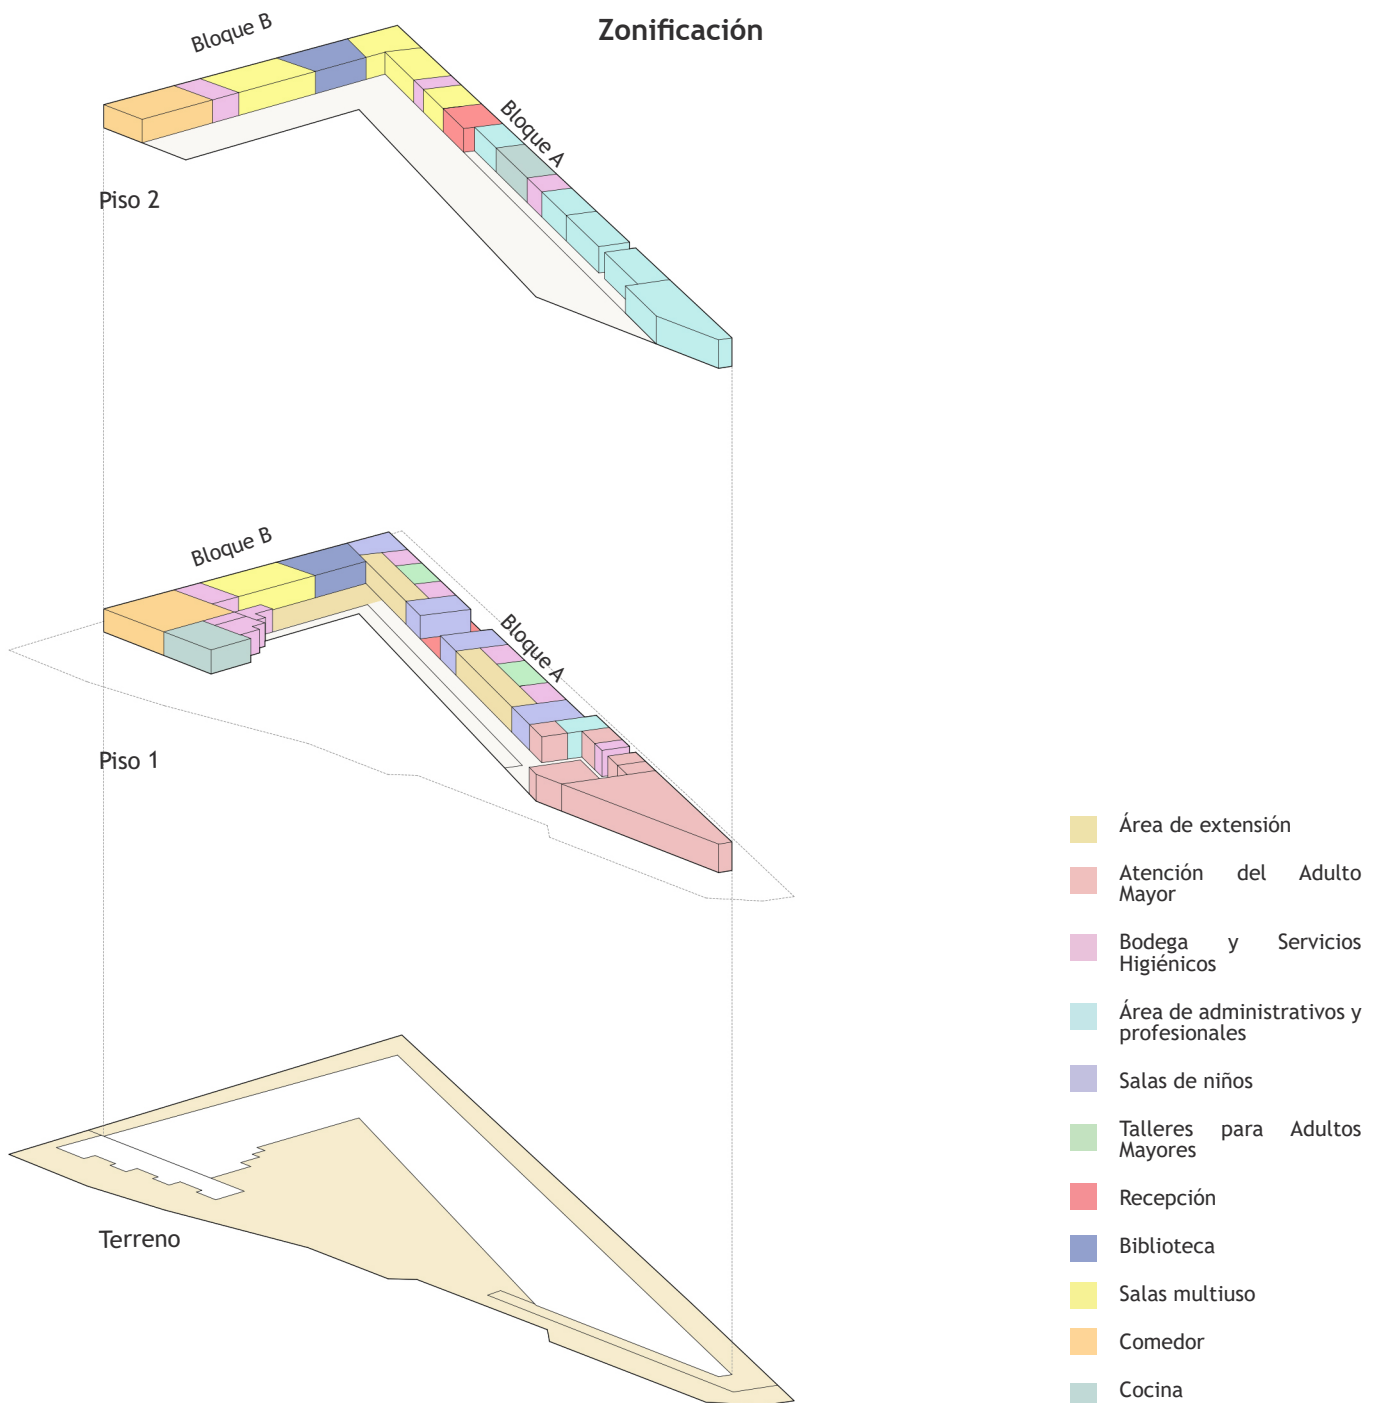 Zonificación
Bloque B
Bloque A
Piso 2
Bloque B
Bloque A
Piso 1
Terreno
Área de extensión
Atención del Adulto
Mayor
Bodega y Servicios
Higiénicos
Área de administrativos y
profesionales
Salas de niños
Talleres para Adultos
Mayores
Recepción
Biblioteca
Salas multiuso
Comedor
Cocina